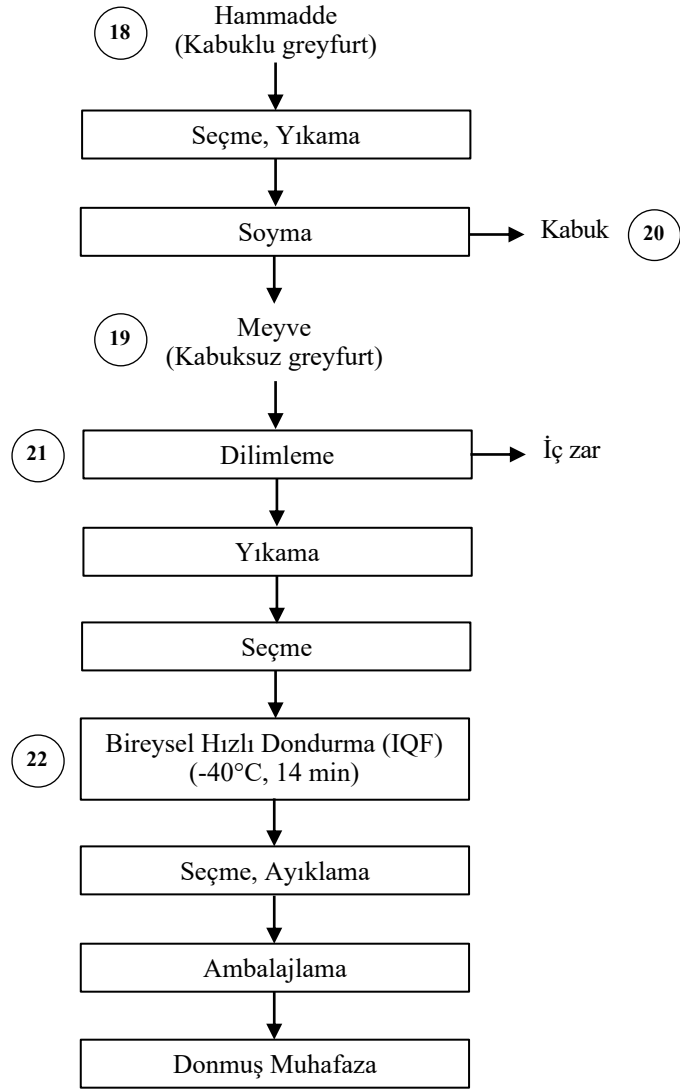 18
Hammadde
(Kabuklu greyfurt)
Seçme, Yıkama
Soyma
Kabuk
20
19
Meyve
(Kabuksuz greyfurt)
21
Dilimleme
İç zar
Yıkama
Seçme
22
Bireysel Hızlı Dondurma (IQF)
(-40°C, 14 min)
Seçme, Ayıklama
Ambalajlama
Donmuş Muhafaza